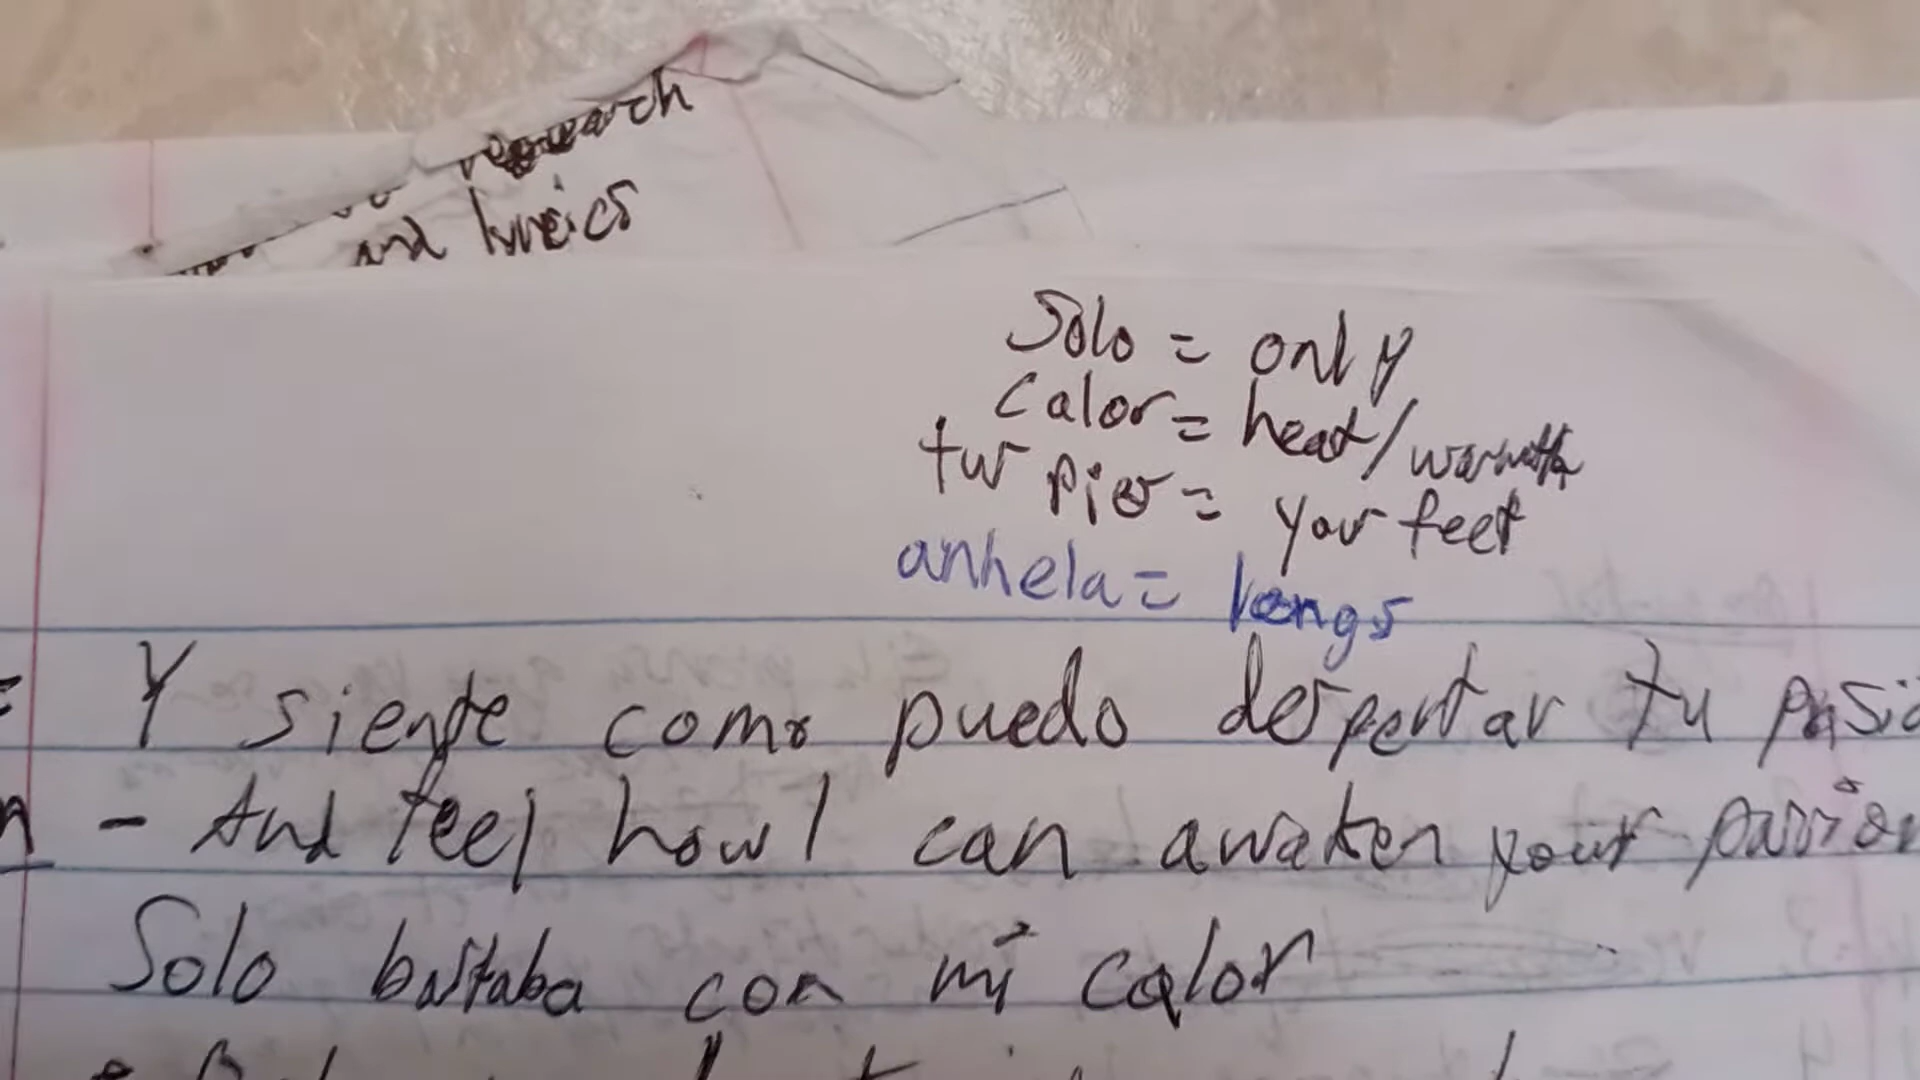 research
and lyrics
Solo = only
Calor = heat/warmth
tus pies = your feet
anhela = longs
Y siente como puedo despertar tu pasió
n - And feel how I can awaken your passion
Solo bastaba con mi calor